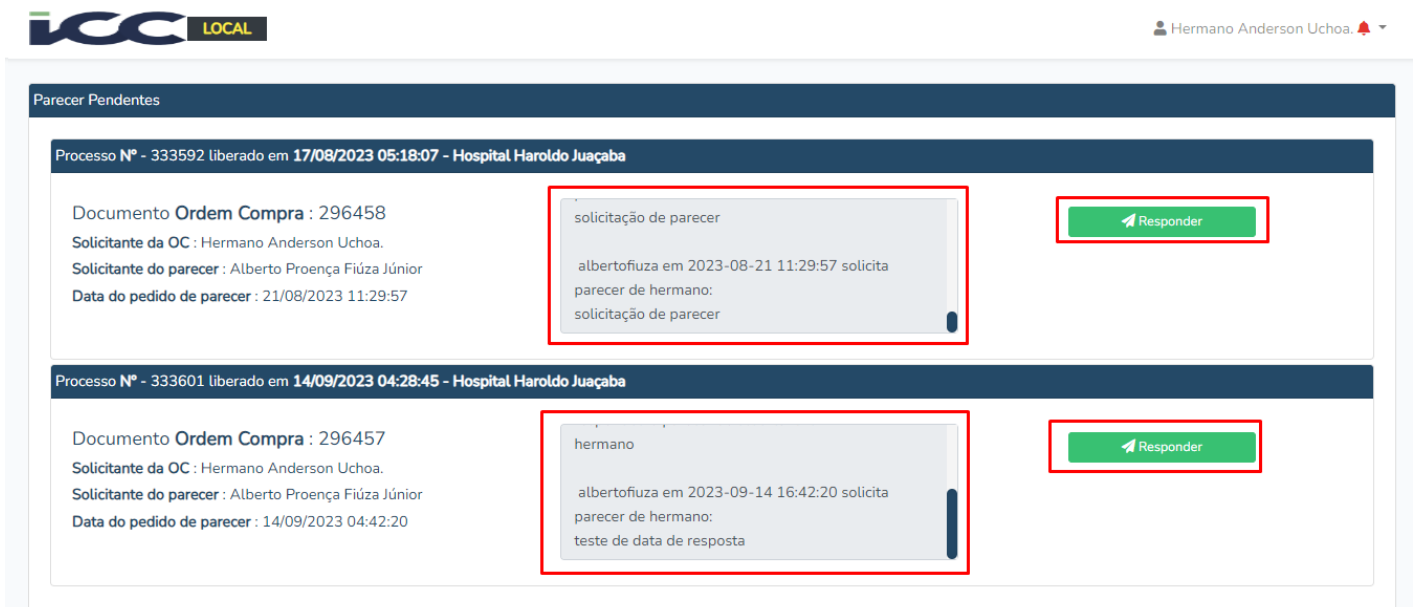 icc LOCAL
Hermano Anderson Uchoa.
Parecer Pendentes
Processo Nº - 333592 liberado em 17/08/2023 05:18:07 - Hospital Haroldo Juaçaba
Documento Ordem Compra : 296458
Solicitante da OC : Hermano Anderson Uchoa.
Solicitante do parecer : Alberto Proença Fiúza Júnior
Data do pedido de parecer : 21/08/2023 11:29:57
solicitação de parecer
albertofiuza em 2023-08-21 11:29:57 solicita
parecer de hermano:
solicitação de parecer
Responder
Processo Nº - 333601 liberado em 14/09/2023 04:28:45 - Hospital Haroldo Juaçaba
Documento Ordem Compra : 296457
Solicitante da OC : Hermano Anderson Uchoa.
Solicitante do parecer : Alberto Proença Fiúza Júnior
Data do pedido de parecer : 14/09/2023 04:42:20
hermano
albertofiuza em 2023-09-14 16:42:20 solicita
parecer de hermano:
teste de data de resposta
Responder